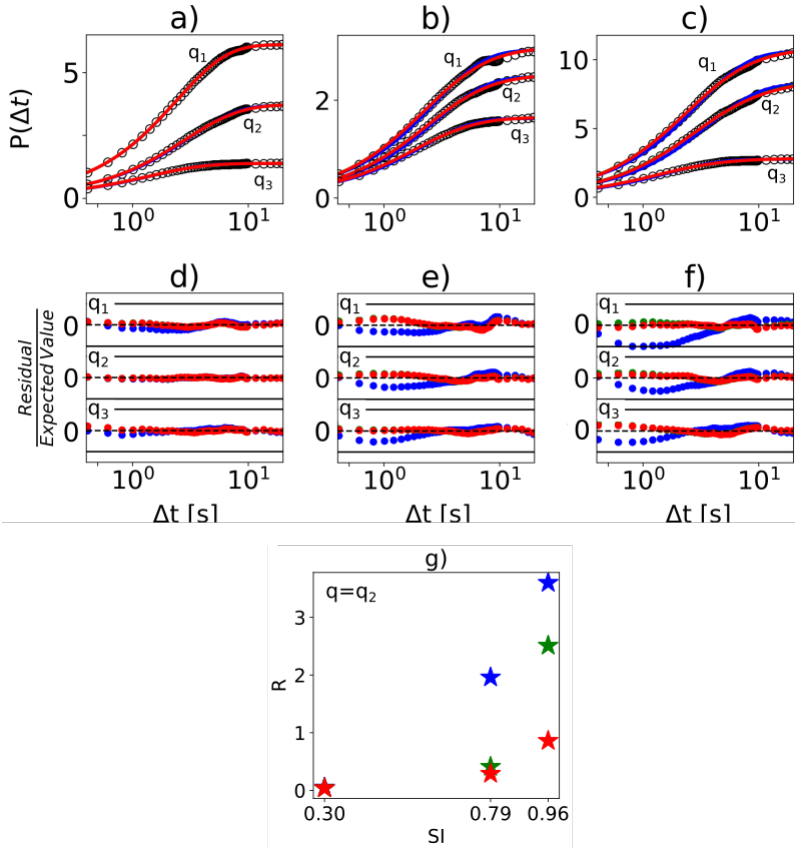 a)
b)
c)
P(Δt)
5
0
q1
q2
q3
10^0
10^1
2
0
q1
q2
q3
10^0
10^1
10
5
0
q1
q2
q3
10^0
10^1
d)
e)
f)
Residual
Expected Value
q1
0
q2
0
q3
0
10^0
10^1
Δt [s]
q1
0
q2
0
q3
0
10^0
10^1
Δt [s]
q1
0
q2
0
q3
0
10^0
10^1
Δt [s]
g)
q=q2
R
3
2
1
0
0.30
0.79
0.96
SI